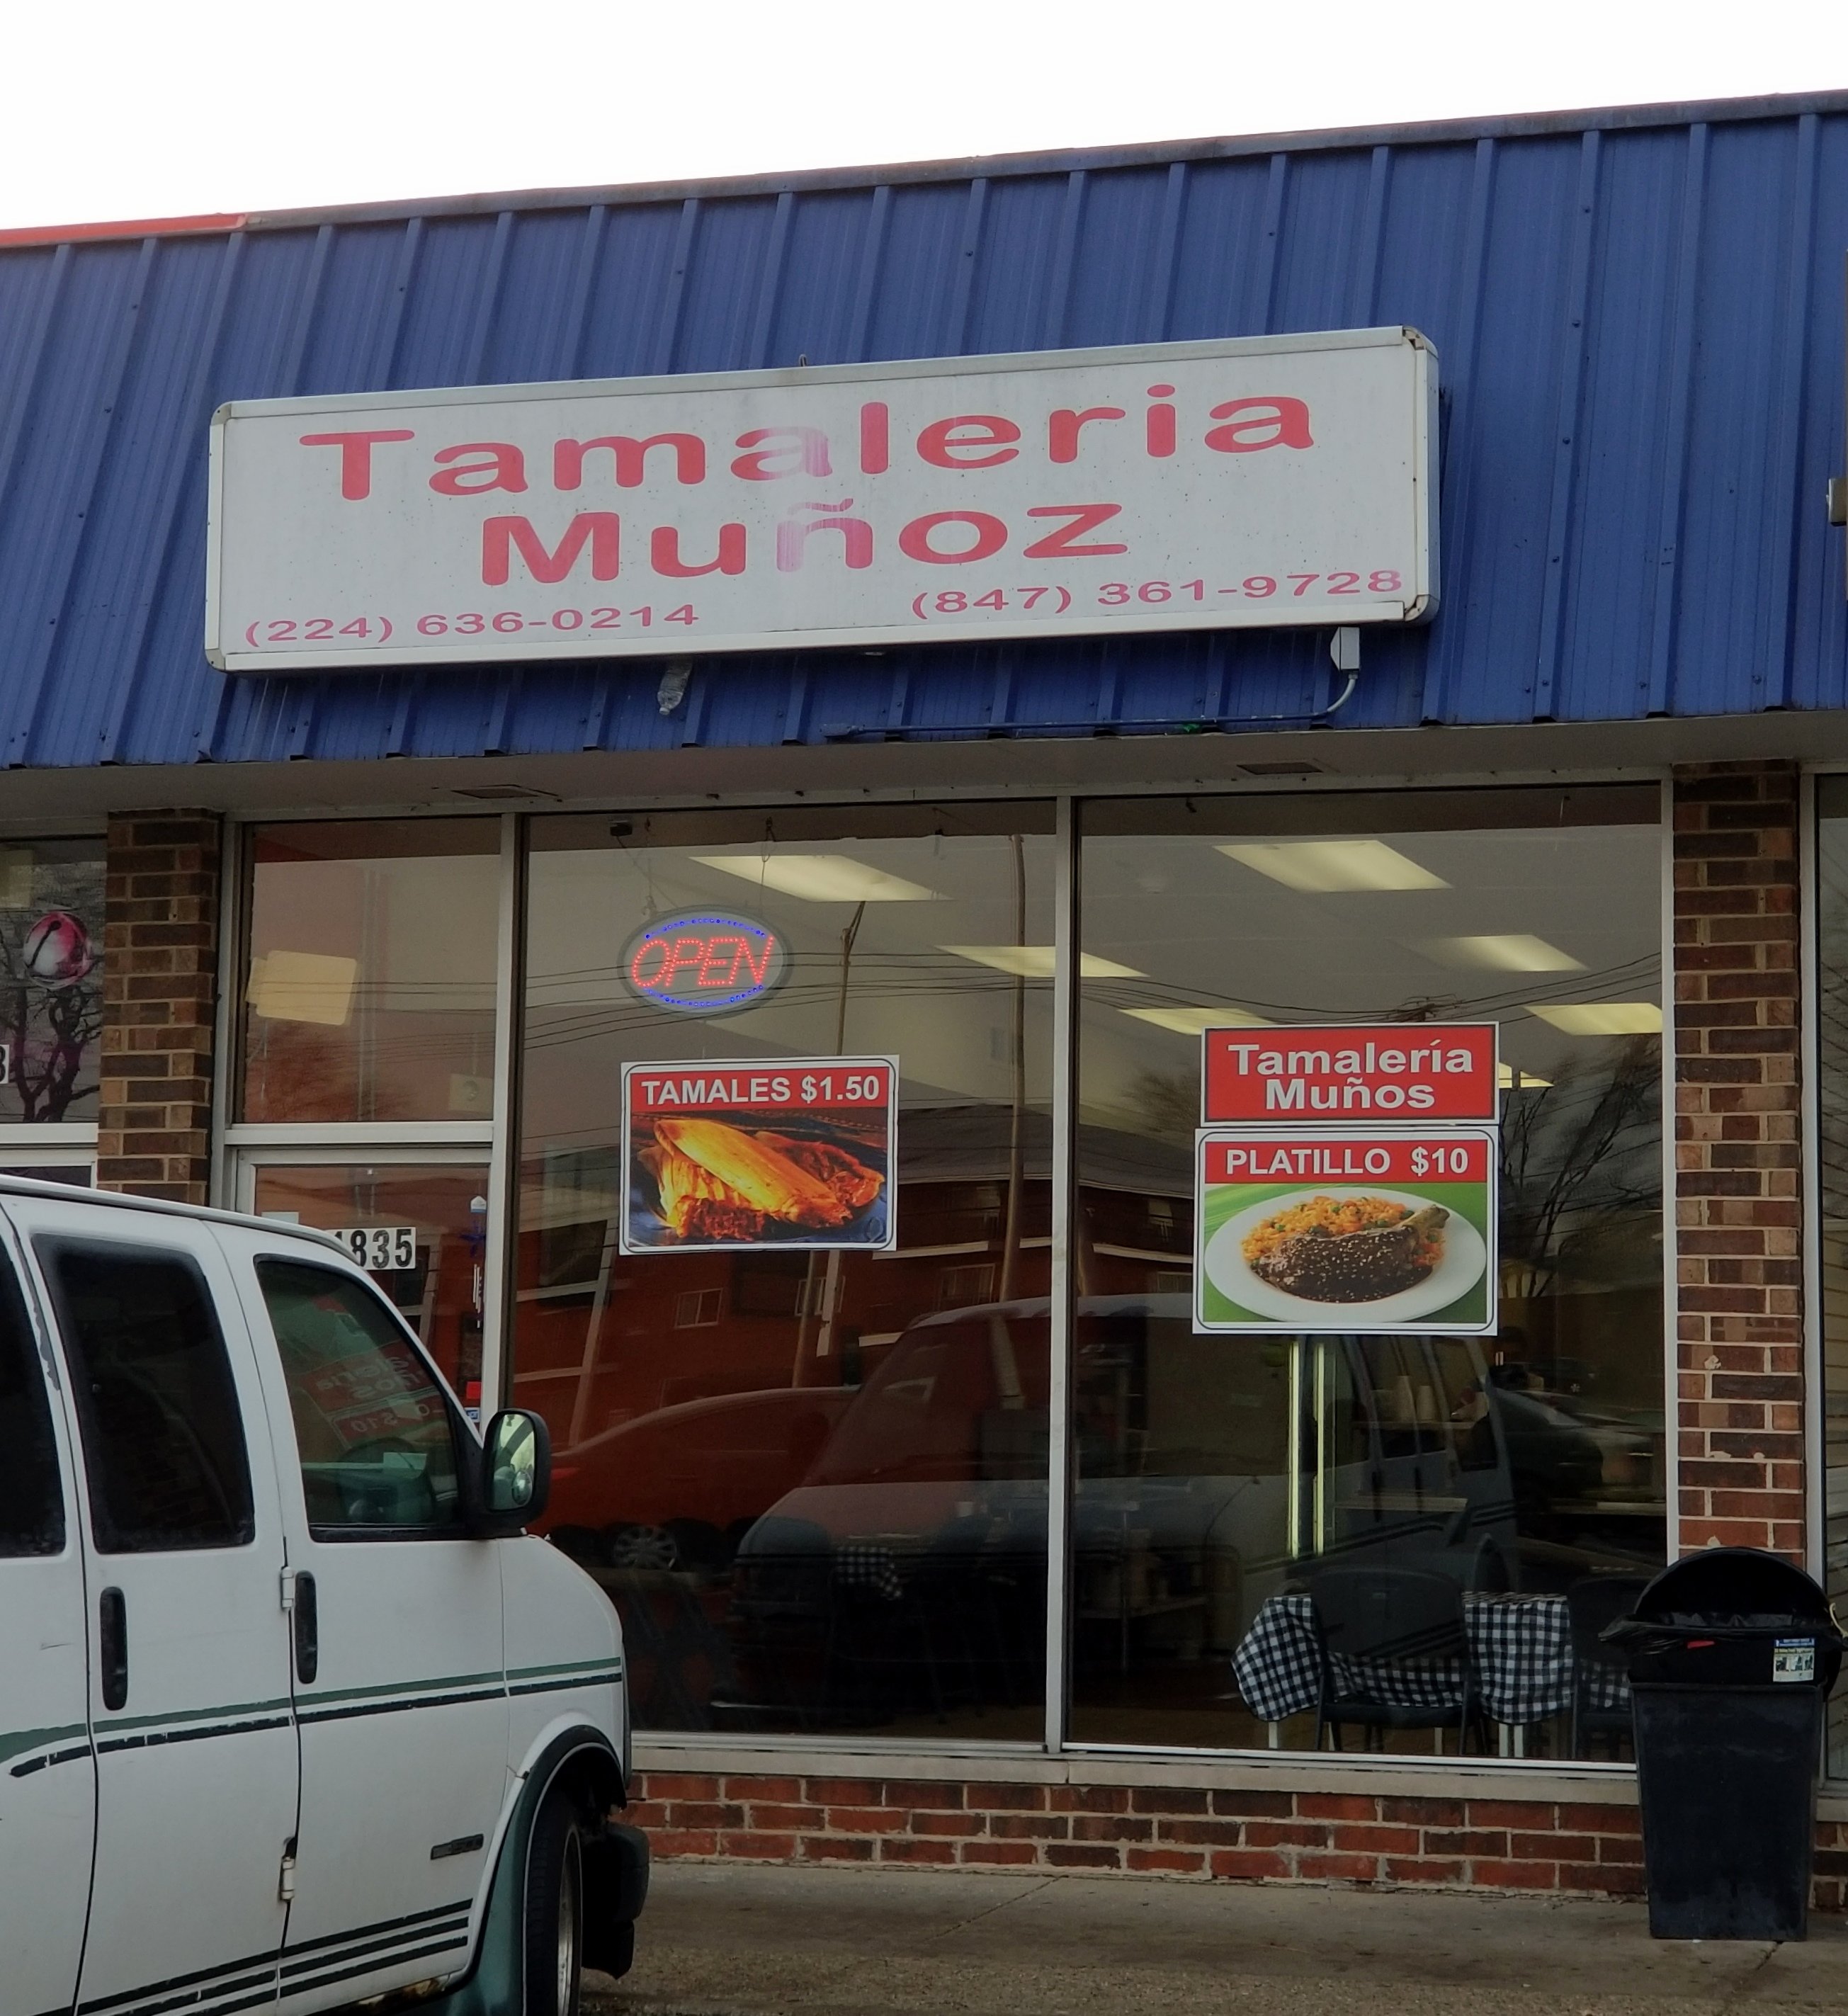 Tamaleria
Muñoz
(224) 636-0214 (847) 361-9728
OPEN
TAMALES $1.50
Tamalería
Muños
PLATILLO $10
1835